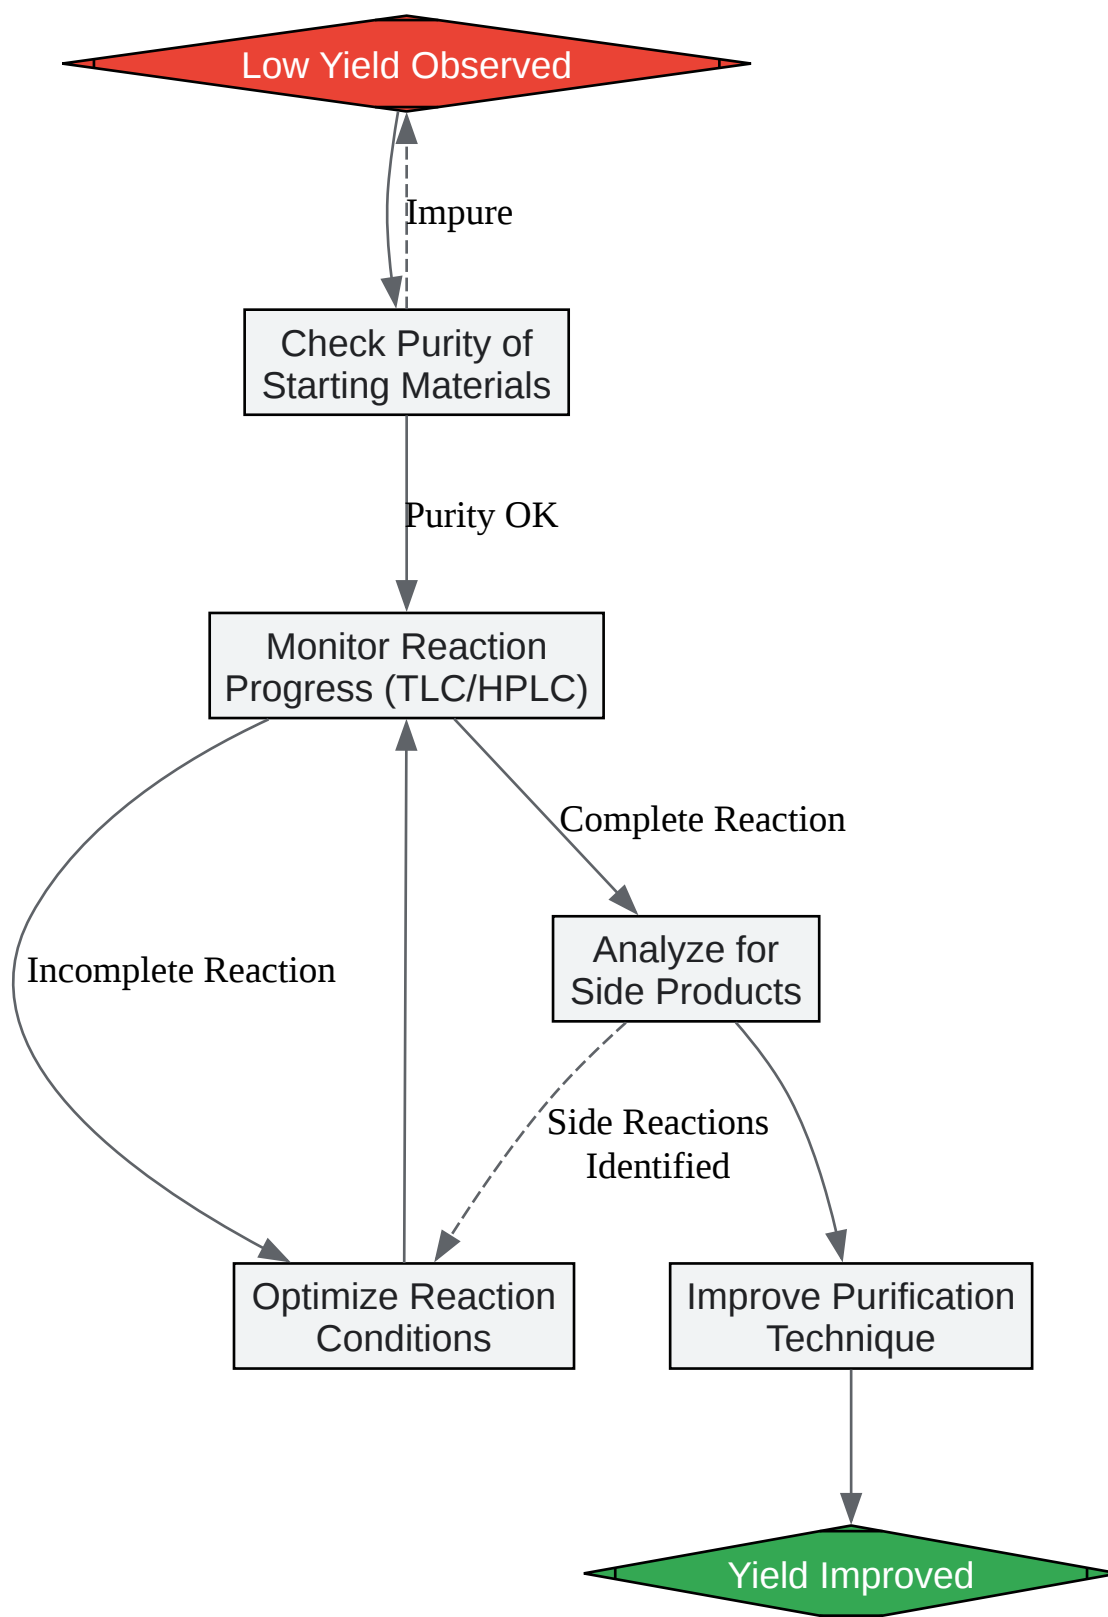 Low Yield Observed
Impure
Check Purity of
Starting Materials
Purity OK
Monitor Reaction
Progress (TLC/HPLC)
Complete Reaction
Incomplete Reaction
Analyze for
Side Products
Side Reactions
Identified
Optimize Reaction
Conditions
Improve Purification
Technique
Yield Improved